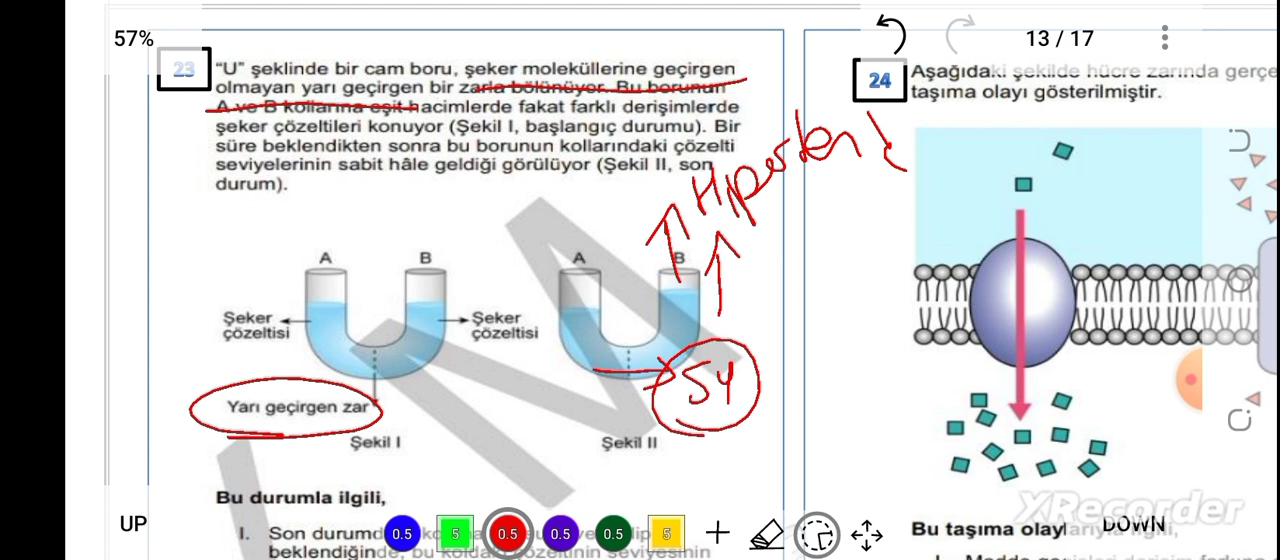 57%
13 / 17
23
"U" şeklinde bir cam boru, şeker moleküllerine geçirgen
olmayan yarı geçirgen bir zarla bölünüyor. Bu borunun
A ve B kollarına eşit hacimlerde fakat farklı derişimlerde
şeker çözeltileri konuyor (Şekil I, başlangıç durumu). Bir
süre beklendikten sonra bu borunun kollarındaki çözelti
seviyelerinin sabit hâle geldiği görülüyor (Şekil II, son
durum).
A
B
A
B
Şeker
çözeltisi
Şeker
çözeltisi
Yarı geçirgen zar
Şekil I
Şekil II
Bu durumla ilgili,
I. Son durumda
beklendiğinde, bu koldaki çözeltinin seviyesinin
UP
0.5
5
0.5
0.5
0.5
5
24
Aşağıdaki şekilde hücre zarında gerçe
taşıma olayı gösterilmiştir.
Bu taşıma olaylarıyla ilgili,
DOWN
XRecorder